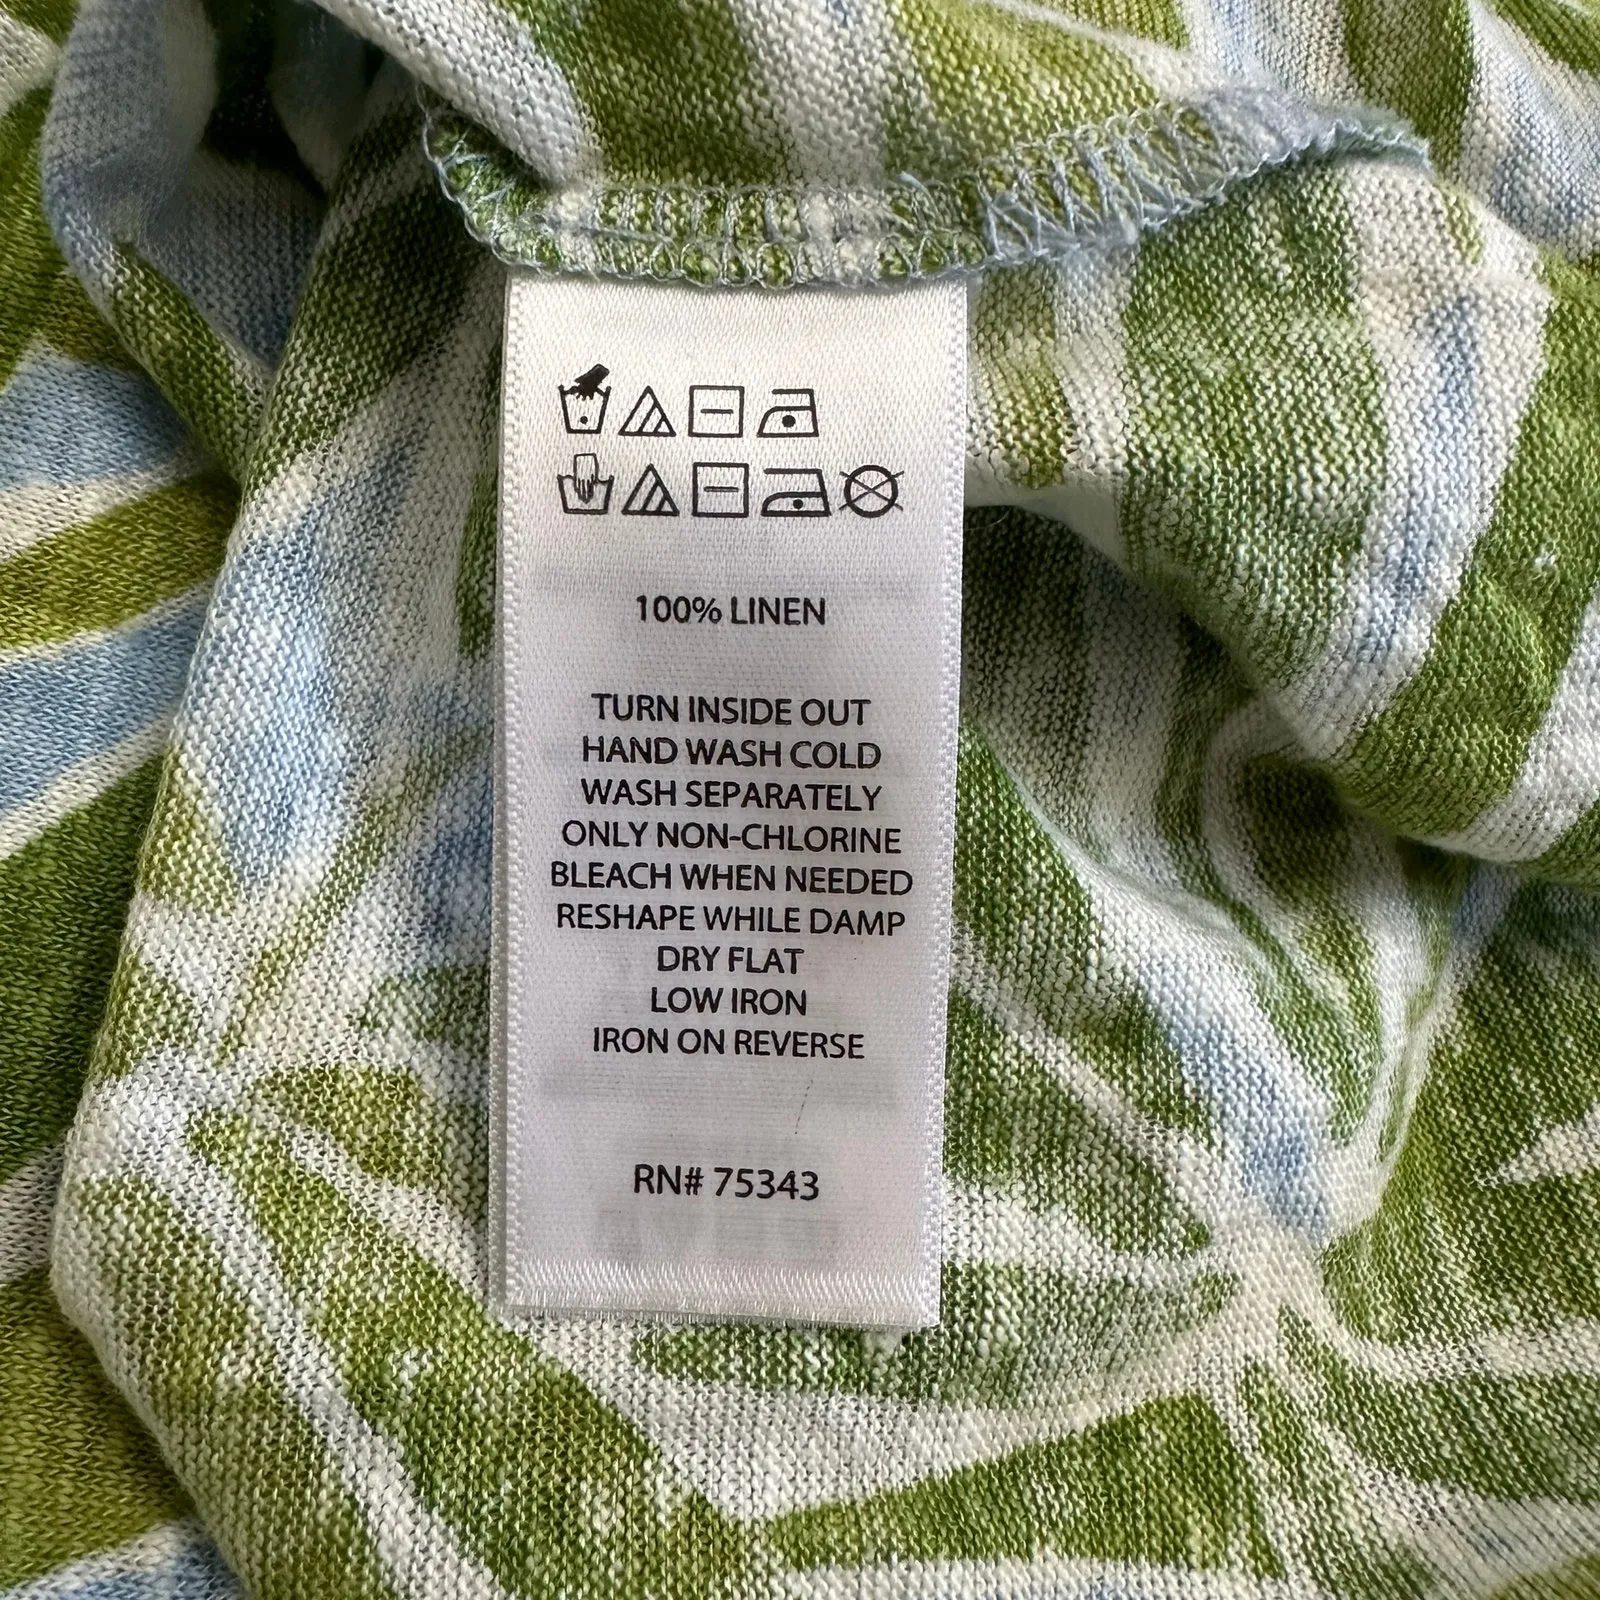 100% LINEN
TURN INSIDE OUT
HAND WASH COLD
WASH SEPARATELY
ONLY NON-CHLORINE
BLEACH WHEN NEEDED
RESHAPE WHILE DAMP
DRY FLAT
LOW IRON
IRON ON REVERSE
RN# 75343